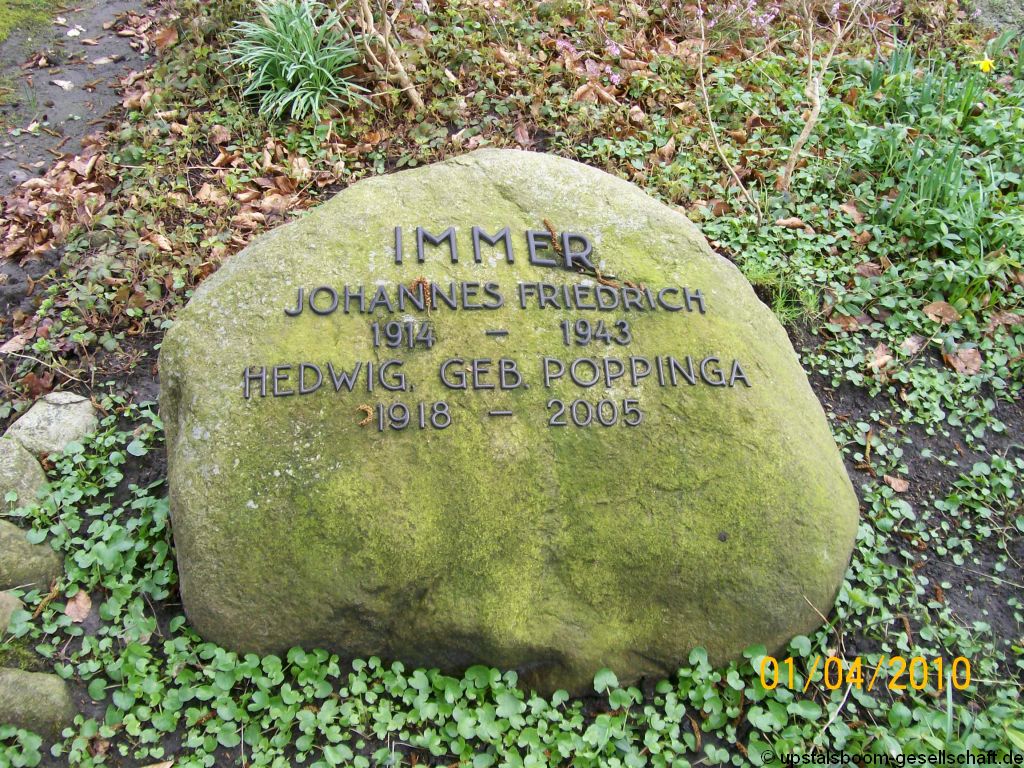 IMMER
JOHANNES FRIEDRICH
1914 – 1943
HEDWIG, GEB. POPPINGA
1918 – 2005
01/04/2010
© upstalsboom-gesellschaft.de